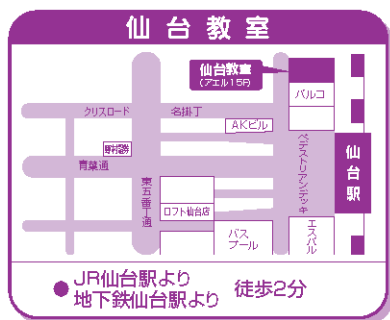 仙台教室
仙台教室
(アエル15F)
パルコ
クリスロード
名掛丁
AKビル
野村證券
青葉通
ペデストリアンデッキ
仙台駅
東五番丁通
ロフト仙台店
バス
プール
エスパル
● JR仙台駅より
地下鉄仙台駅より
徒歩2分